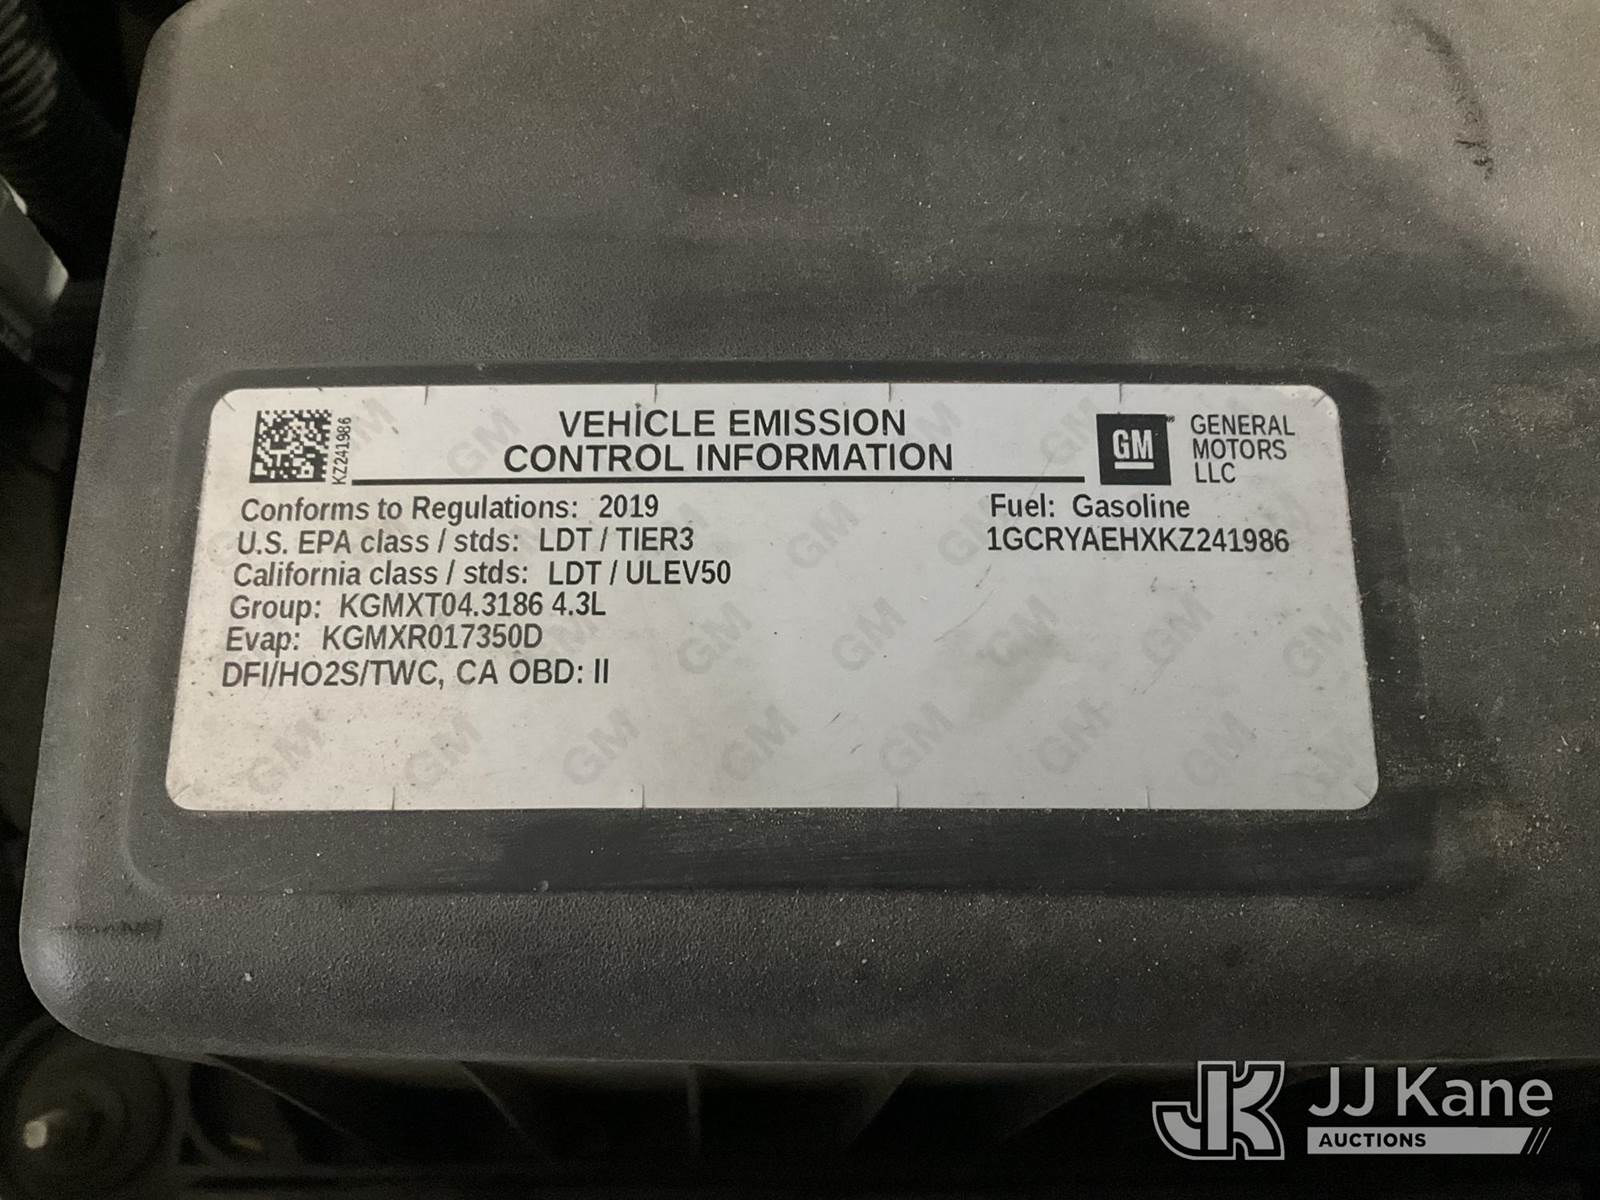 KZ241986
VEHICLE EMISSION
CONTROL INFORMATION
GM
GENERAL
MOTORS
LLC
Conforms to Regulations: 2019
U.S. EPA class / stds: LDT / TIER3
California class / stds: LDT / ULEV50
Group: KGMXT04.3186 4.3L
Evap: KGMXR017350D
DFI/HO2S/TWC, CA OBD: II
Fuel: Gasoline
1GCRYAEHXKZ241986
JK
JJ Kane
AUCTIONS